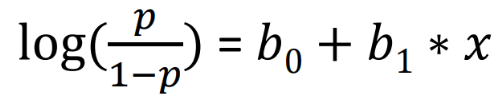 log(p/1−p) = b₀ + b₁ * x